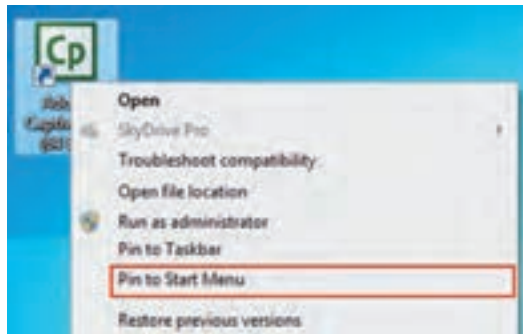 Cp
Open
SkyDrive Pro
Troubleshoot compatibility
Open file location
Run as administrator
Pin to Taskbar
Pin to Start Menu
Restore previous versions